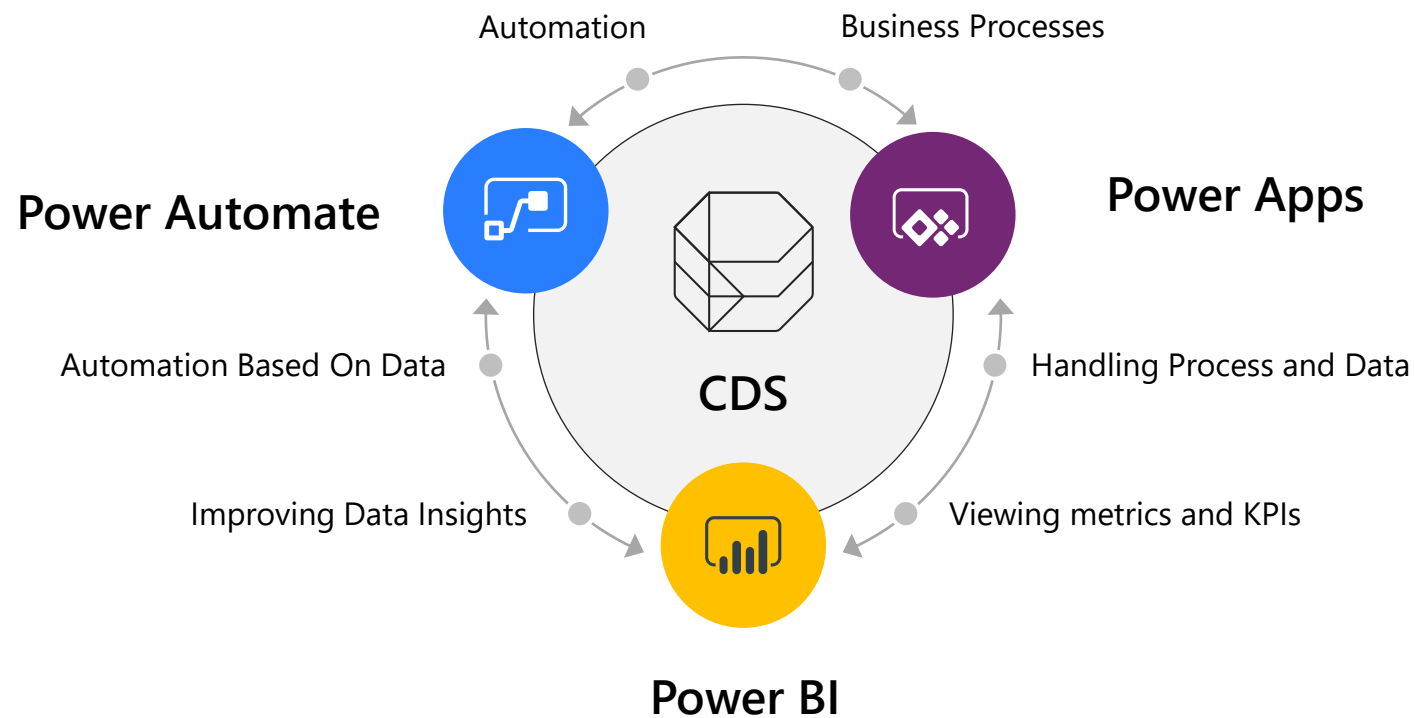 Automation
Business Processes
Power Automate
Power Apps
Automation Based On Data
CDS
Handling Process and Data
Improving Data Insights
Viewing metrics and KPIs
Power BI